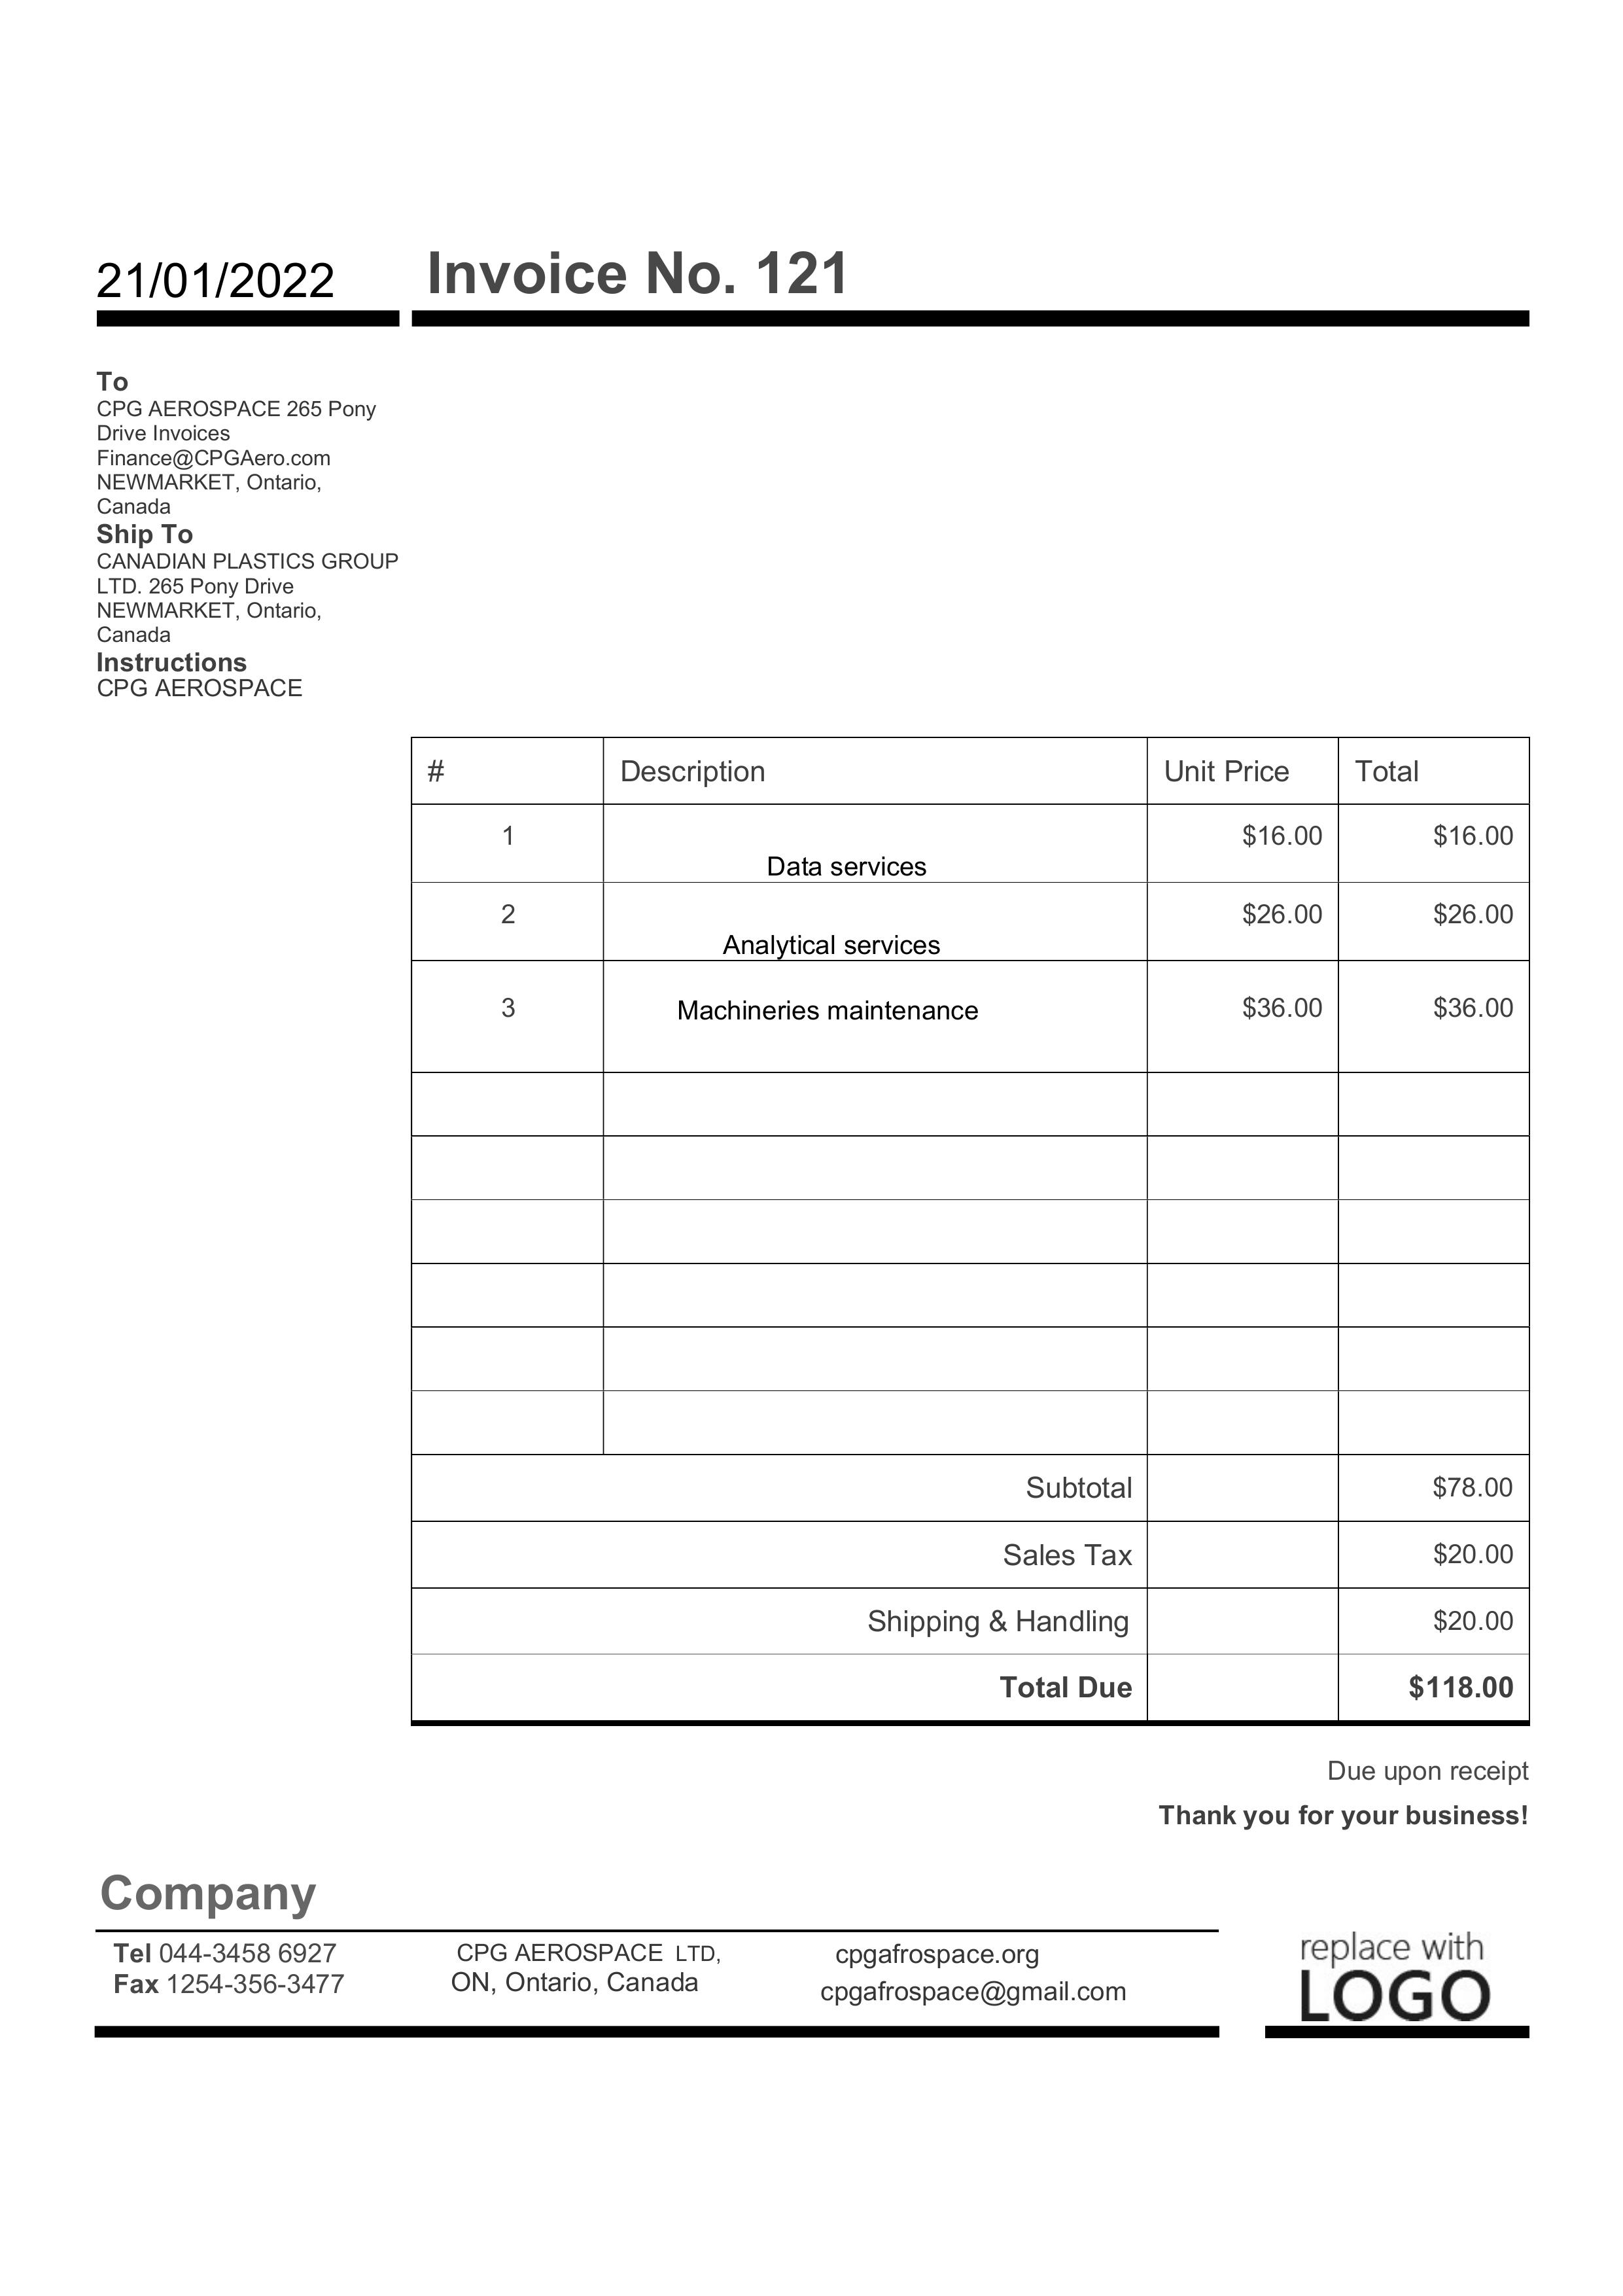 21/01/2022 Invoice No. 121
To
CPG AEROSPACE 265 Pony
Drive Invoices
Finance@CPGAero.com
NEWMARKET, Ontario,
Canada
Ship To
CANADIAN PLASTICS GROUP
LTD. 265 Pony Drive
NEWMARKET, Ontario,
Canada
Instructions
CPG AEROSPACE
# Description Unit Price Total
1 Data services $16.00 $16.00
2 Analytical services $26.00 $26.00
3 Machineries maintenance $36.00 $36.00
Subtotal $78.00
Sales Tax $20.00
Shipping & Handling $20.00
Total Due $118.00
Due upon receipt
Thank you for your business!
Company
Tel 044-3458 6927 CPG AEROSPACE LTD, cpgafrospace.org
Fax 1254-356-3477 ON, Ontario, Canada cpgafrospace@gmail.com
replace with
LOGO